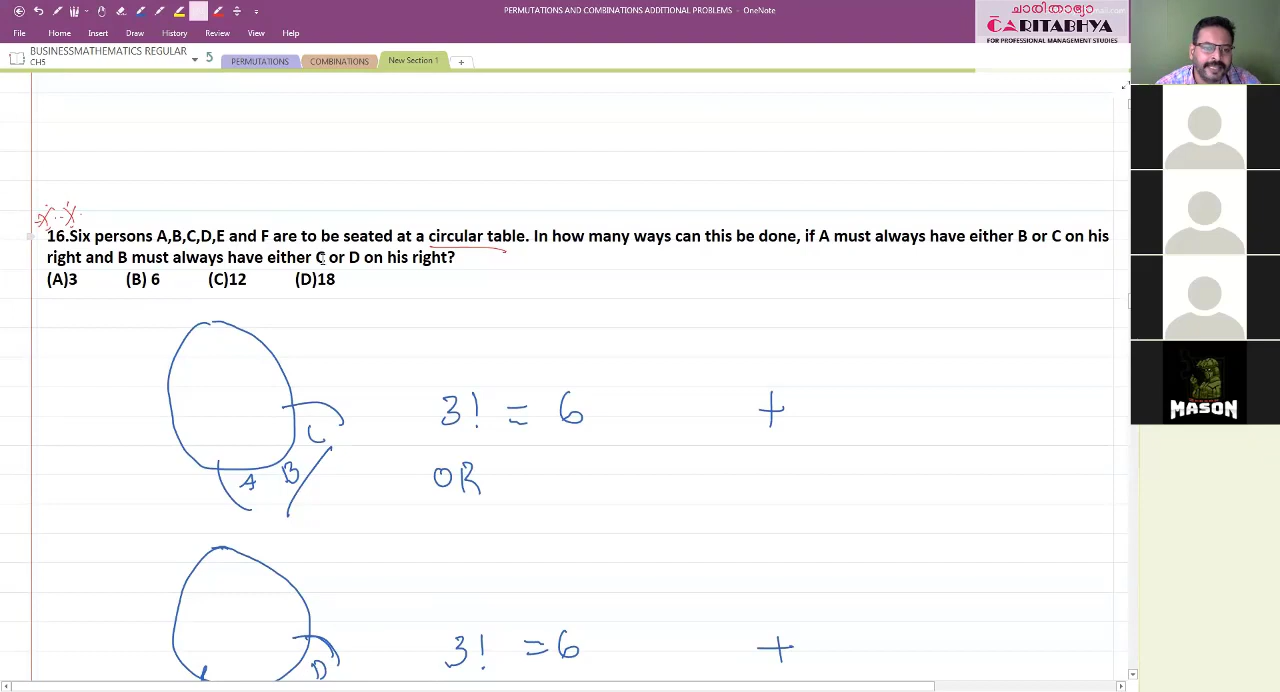 PERMUTATIONS AND COMBINATIONS ADDITIONAL PROBLEMS - OneNote
ചാരിതാഭ്യാ
CARITABHYA
FOR PROFESSIONAL MANAGEMENT STUDIES
File Home Insert Draw History Review View Help
BUSINESSMATHEMATICS REGULAR
CH5
PERMUTATIONS COMBINATIONS New Section 1 +
16.Six persons A,B,C,D,E and F are to be seated at a circular table. In how many ways can this be done, if A must always have either B or C on his
right and B must always have either C or D on his right?
(A)3 (B) 6 (C)12 (D)18
3! = 6 +
C
A B
OR
3! = 6 +
D
MASON